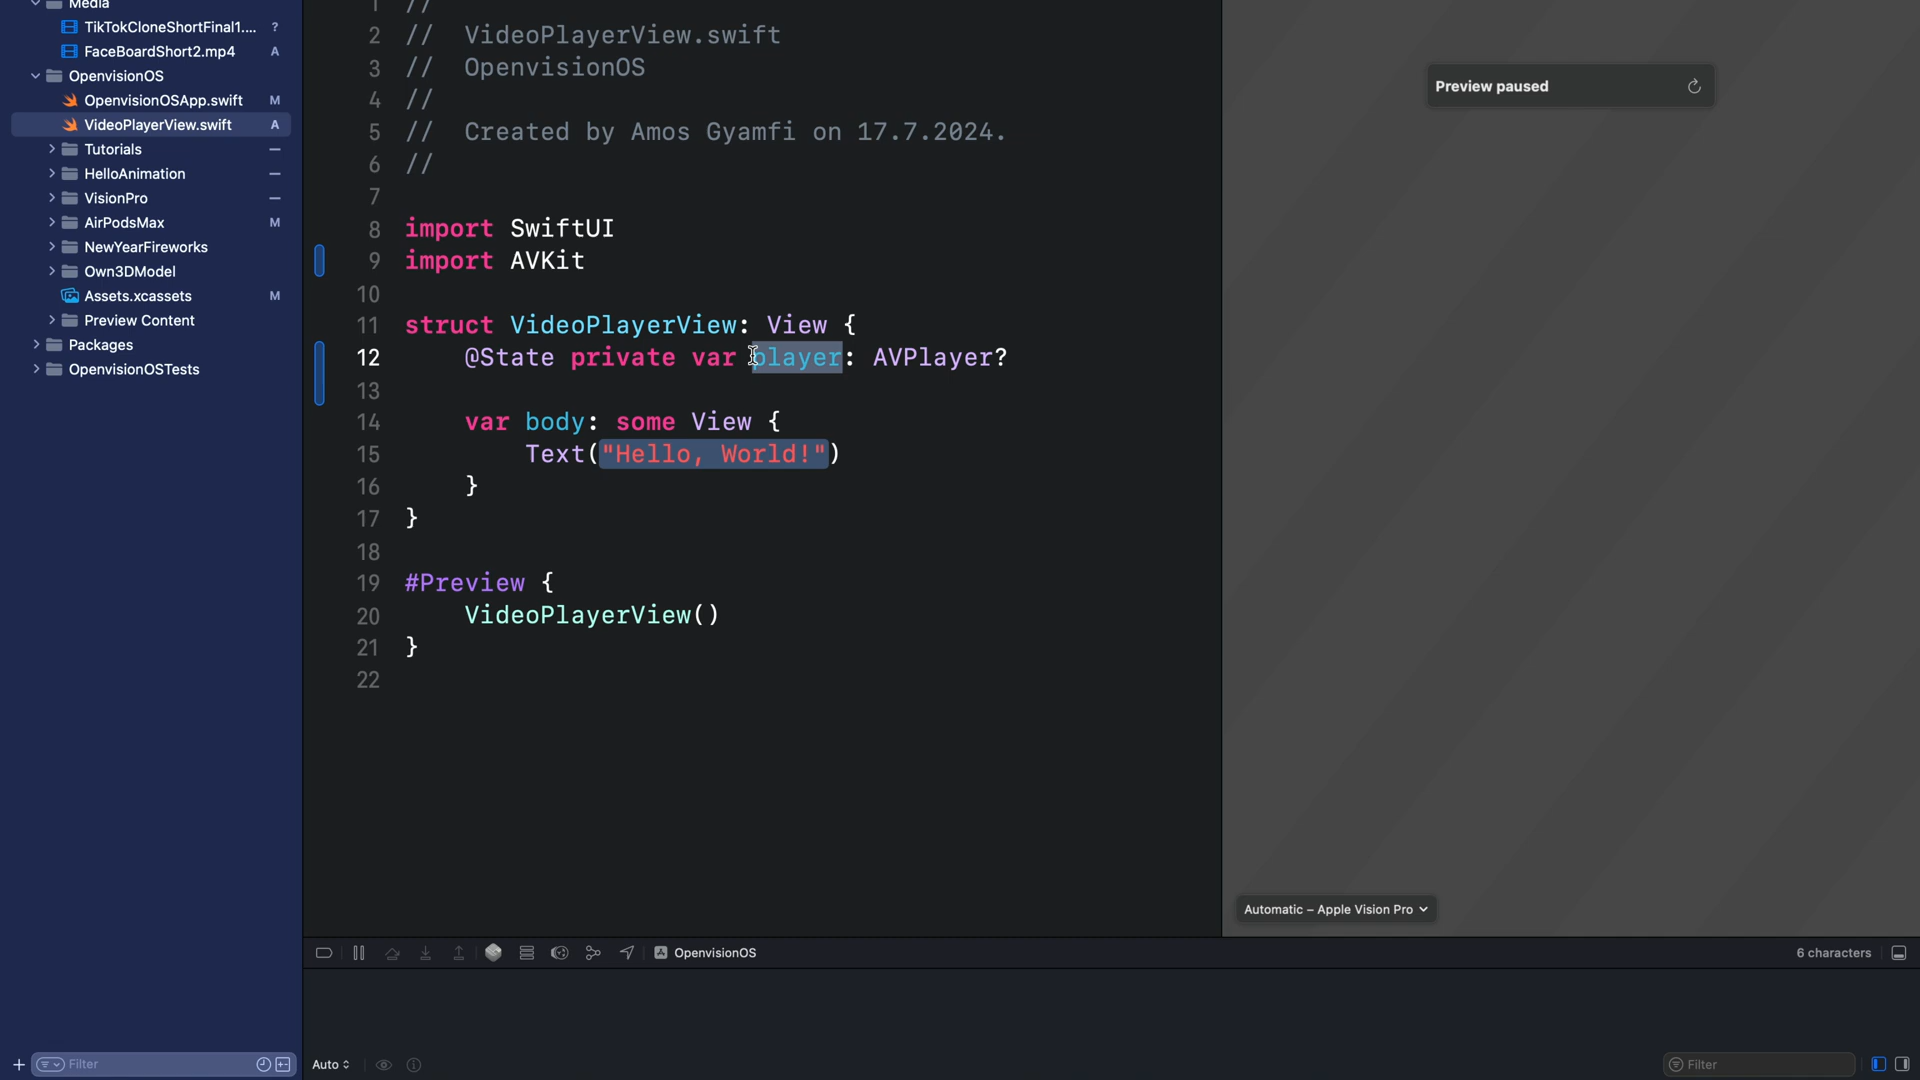 Media
TikTokCloneShortFinal1.... ?
FaceBoardShort2.mp4 A
OpenvisionOS
OpenvisionOSApp.swift M
VideoPlayerView.swift A
Tutorials
HelloAnimation
VisionPro
AirPodsMax M
NewYearFireworks
Own3DModel
Assets.xcassets M
Preview Content
Packages
OpenvisionOSTests
Filter
1 //
2 // VideoPlayerView.swift
3 // OpenvisionOS
4 //
5 // Created by Amos Gyamfi on 17.7.2024.
6 //
7
8 import SwiftUI
9 import AVKit
10
11 struct VideoPlayerView: View {
12 @State private var player: AVPlayer?
13
14 var body: some View {
15 Text("Hello, World!")
16 }
17 }
18
19 #Preview {
20 VideoPlayerView()
21 }
22
Preview paused
Automatic – Apple Vision Pro
OpenvisionOS
6 characters
Auto
Filter